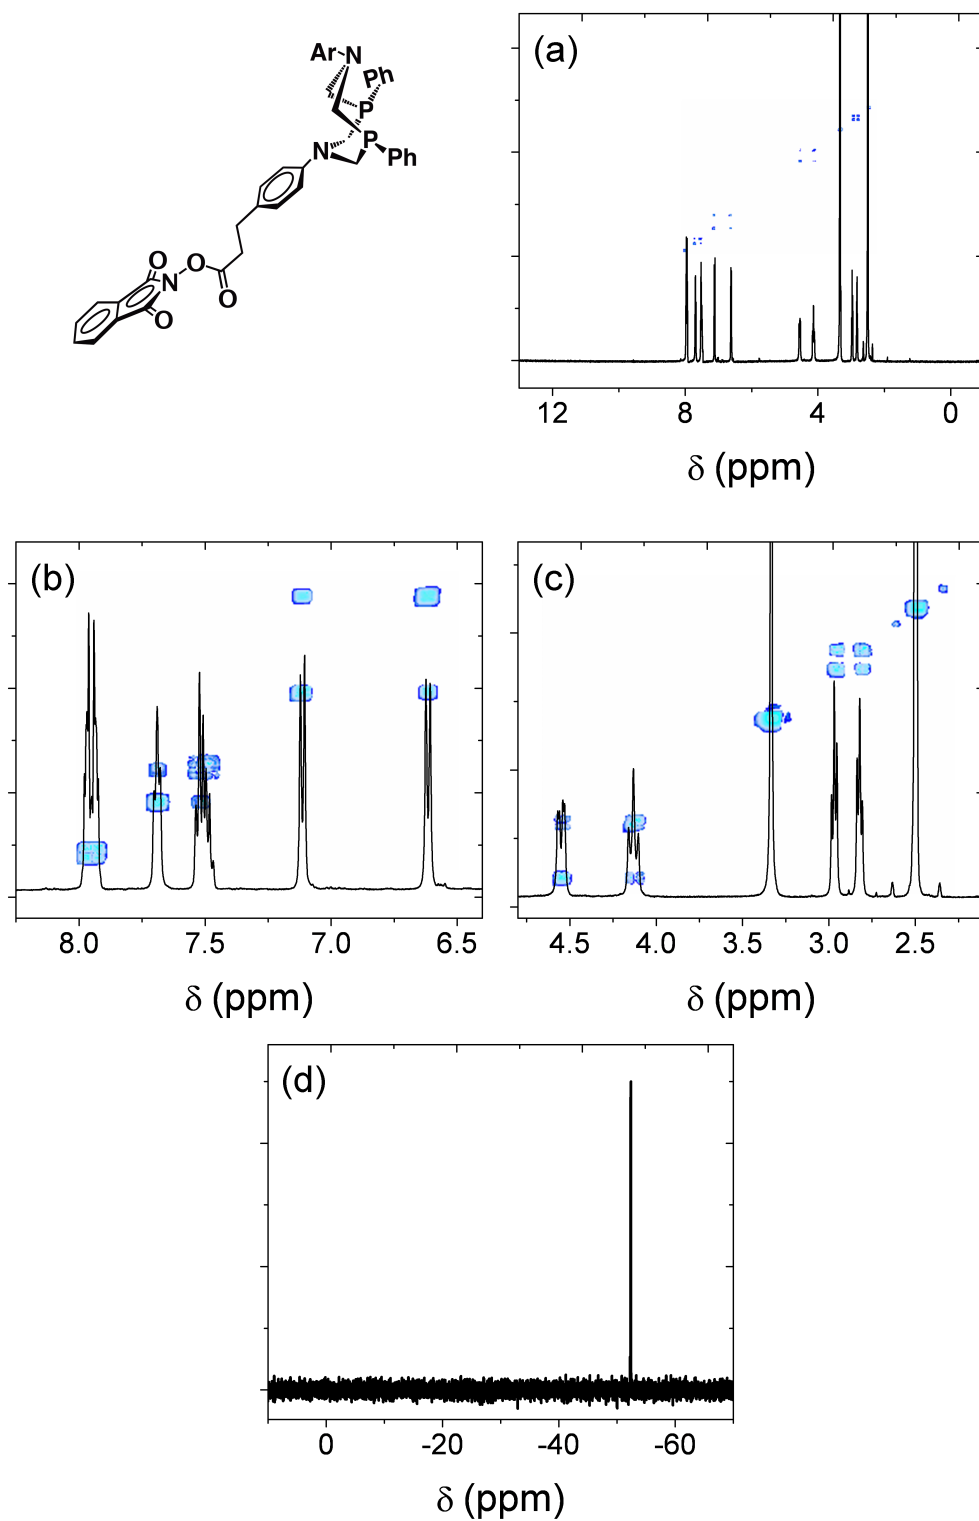 Ar N
Ph
P
N P Ph
O O
N O
O
(a)
12 8 4 0
δ (ppm)
(b)
8.0 7.5 7.0 6.5
δ (ppm)
(c)
4.5 4.0 3.5 3.0 2.5
δ (ppm)
(d)
0 -20 -40 -60
δ (ppm)